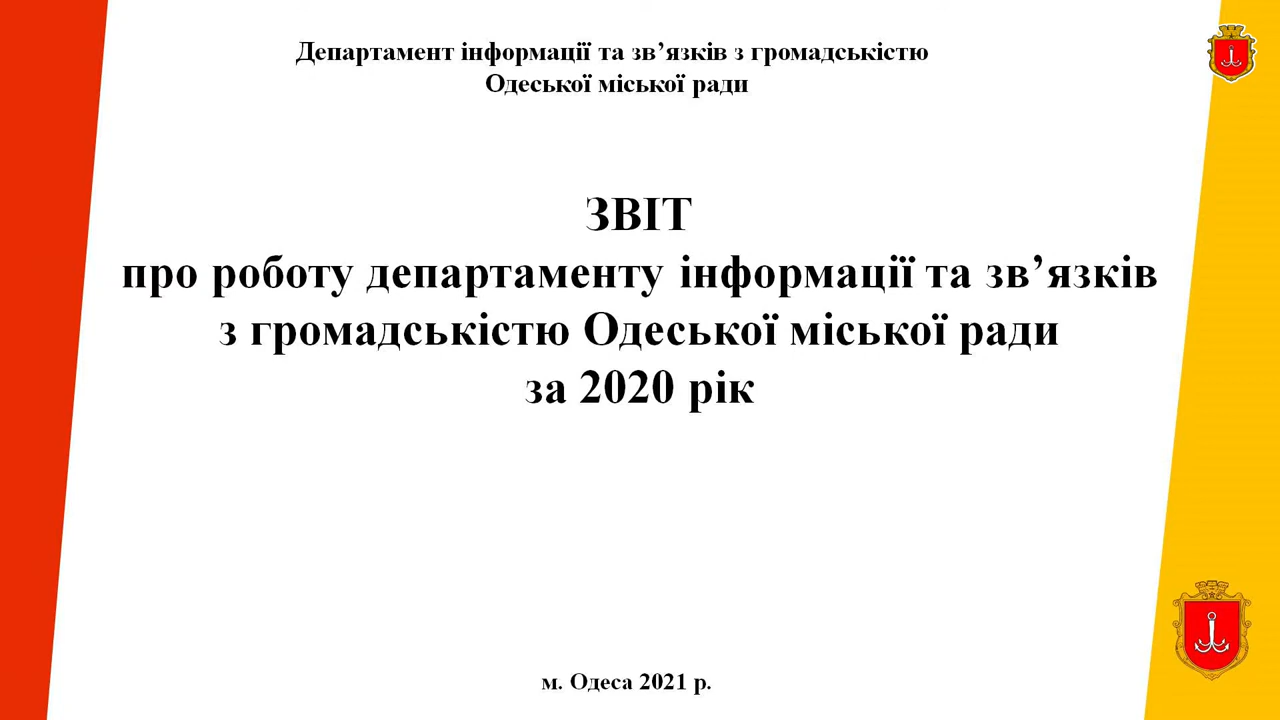 Департамент інформації та зв’язків з громадськістю
Одеської міської ради
ЗВІТ
про роботу департаменту інформації та зв’язків
з громадськістю Одеської міської ради
за 2020 рік
м. Одеса 2021 р.